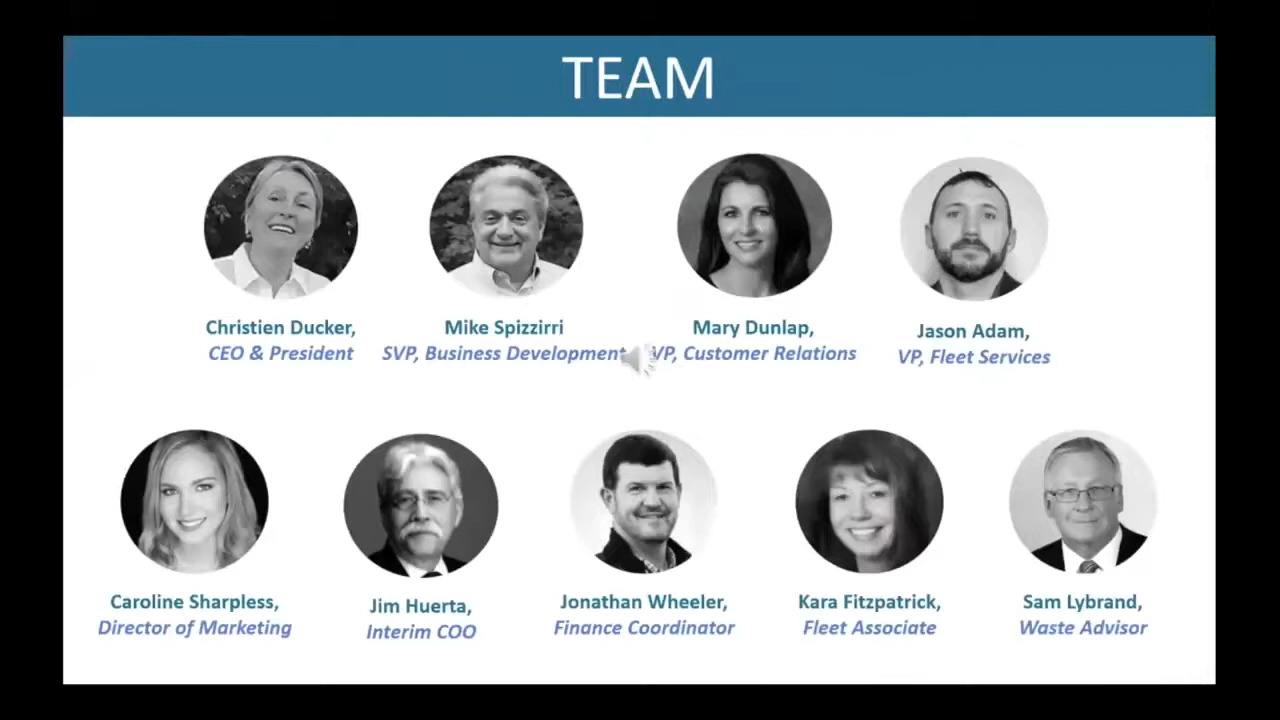 TEAM
Christien Ducker,
CEO & President
Mike Spizzirri
SVP, Business Development
Mary Dunlap,
VP, Customer Relations
Jason Adam,
VP, Fleet Services
Caroline Sharpless,
Director of Marketing
Jim Huerta,
Interim COO
Jonathan Wheeler,
Finance Coordinator
Kara Fitzpatrick,
Fleet Associate
Sam Lybrand,
Waste Advisor